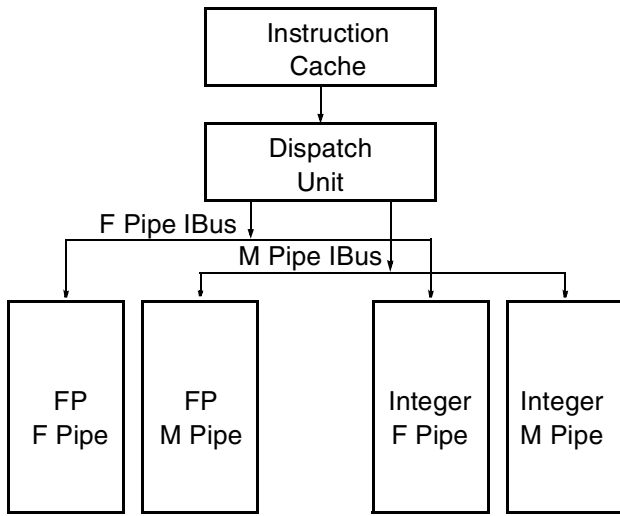 Instruction
Cache
Dispatch
Unit
F Pipe IBus
M Pipe IBus
FP
F Pipe
FP
M Pipe
Integer
F Pipe
Integer
M Pipe